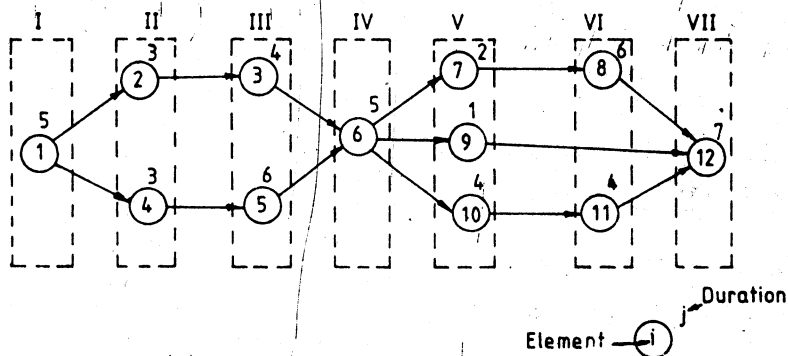 I II III IV V VI VII
3 4 2 6
2 3 7 8
5 5 1 7
1 6 9 12
3 6 4 4
4 5 10 11
j Duration
Element i